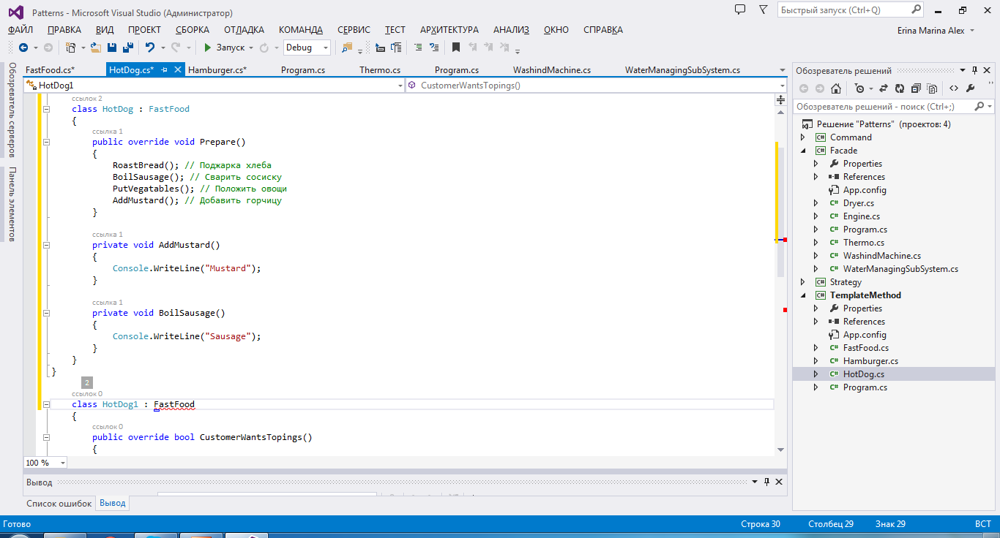 Patterns - Microsoft Visual Studio (Администратор)
Быстрый запуск (Ctrl+Q)
ФАЙЛ ПРАВКА ВИД ПРОЕКТ СБОРКА ОТЛАДКА КОМАНДА СЕРВИС ТЕСТ АРХИТЕКТУРА АНАЛИЗ ОКНО СПРАВКА
Erina Marina Alex
Запуск Debug
Обозреватель серверов
Панель элементов
FastFood.cs* HotDog.cs* Hamburger.cs* Program.cs Thermo.cs Program.cs WashindMachine.cs WaterManagingSubSystem.cs
HotDog1 CustomerWantsTopings()
ссылок 2
class HotDog : FastFood
{
ссылка 1
public override void Prepare()
{
RoastBread(); // Поджарка хлеба
BoilSausage(); // Сварить сосиску
PutVegatables(); // Положить овощи
AddMustard(); // Добавить горчицу
}
ссылка 1
private void AddMustard()
{
Console.WriteLine("Mustard");
}
ссылка 1
private void BoilSausage()
{
Console.WriteLine("Sausage");
}
}
}
2
ссылок 0
class HotDog1 : FastFood
{
ссылок 0
public override bool CustomerWantsTopings()
{
100 %
Вывод
Список ошибок Вывод
Обозреватель решений
Обозреватель решений - поиск (Ctrl+;)
Решение "Patterns" (проектов: 4)
C# Command
C# Facade
Properties
References
App.config
C# Dryer.cs
C# Engine.cs
C# Program.cs
C# Thermo.cs
C# WashindMachine.cs
C# WaterManagingSubSystem.cs
C# Strategy
C# TemplateMethod
Properties
References
App.config
C# FastFood.cs
C# Hamburger.cs
C# HotDog.cs
C# Program.cs
Готово Строка 30 Столбец 29 Знак 29 ВСТ